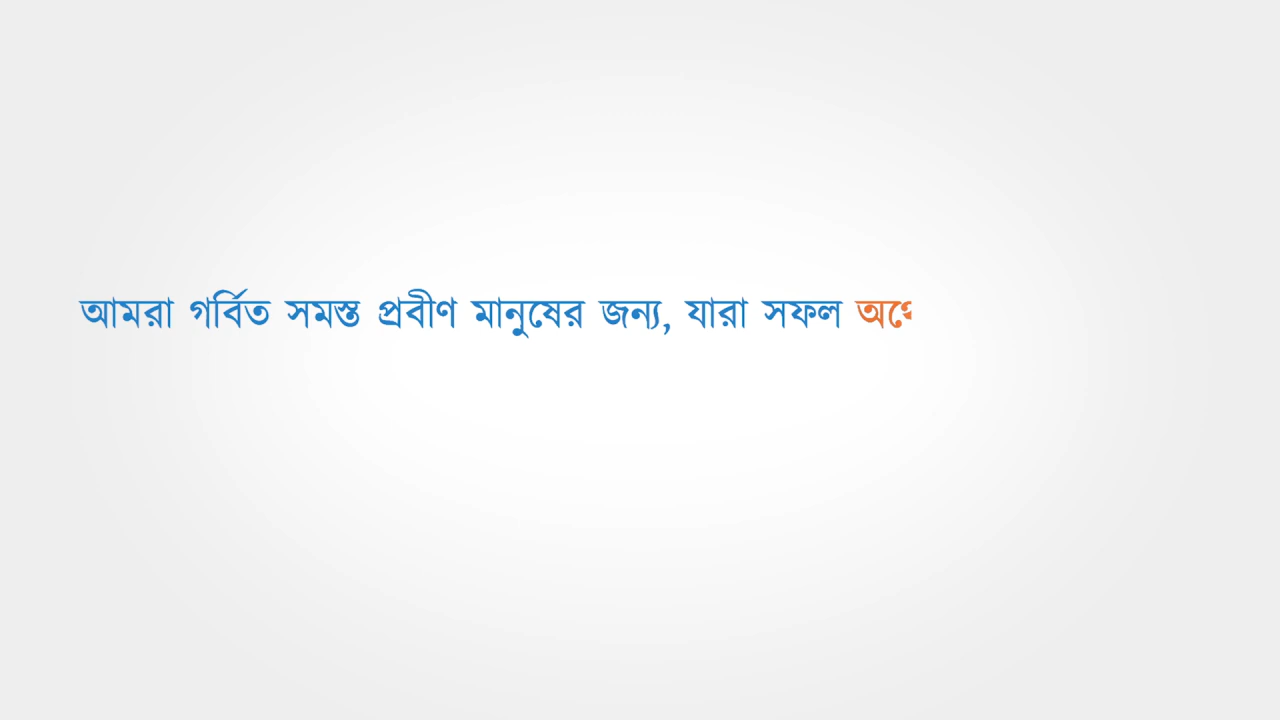 আমরা গর্বিত সমস্ত প্রবীণ মানুষের জন্য, যারা সফল